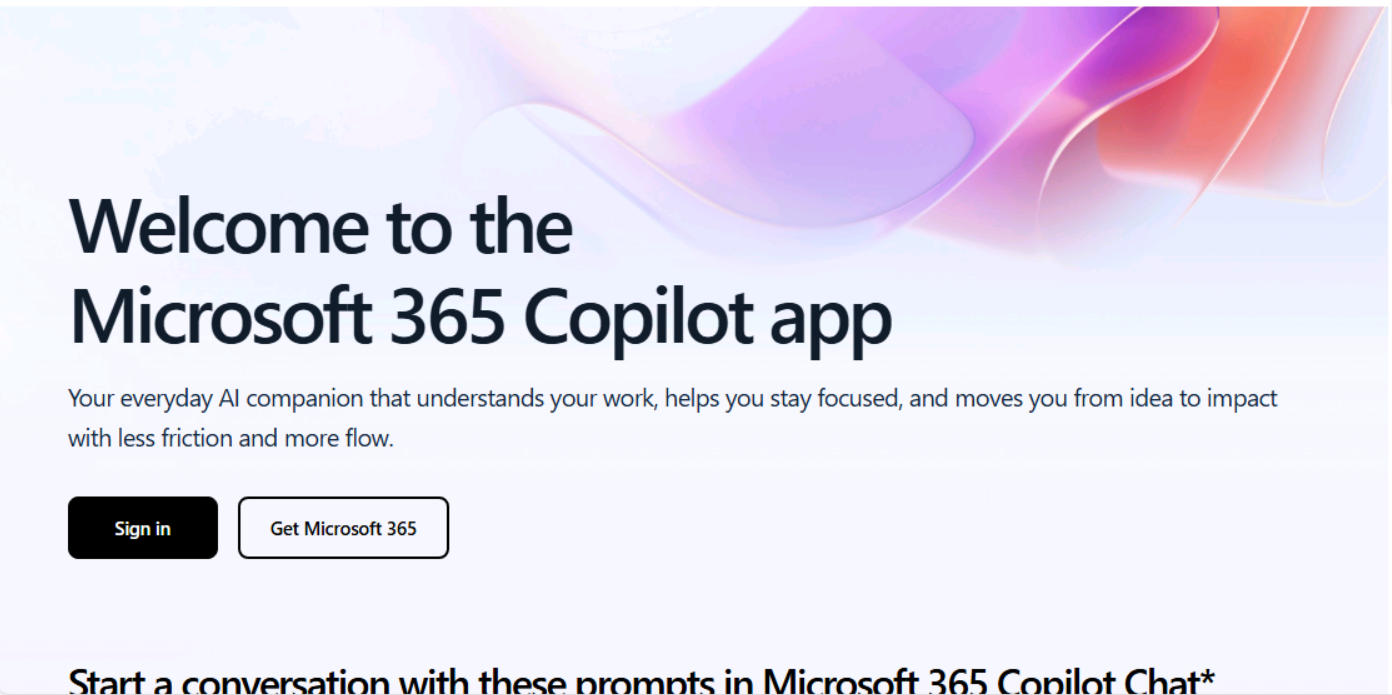 Welcome to the
Microsoft 365 Copilot app
Your everyday AI companion that understands your work, helps you stay focused, and moves you from idea to impact
with less friction and more flow.
Sign in
Get Microsoft 365
Start a conversation with these prompts in Microsoft 365 Copilot Chat*